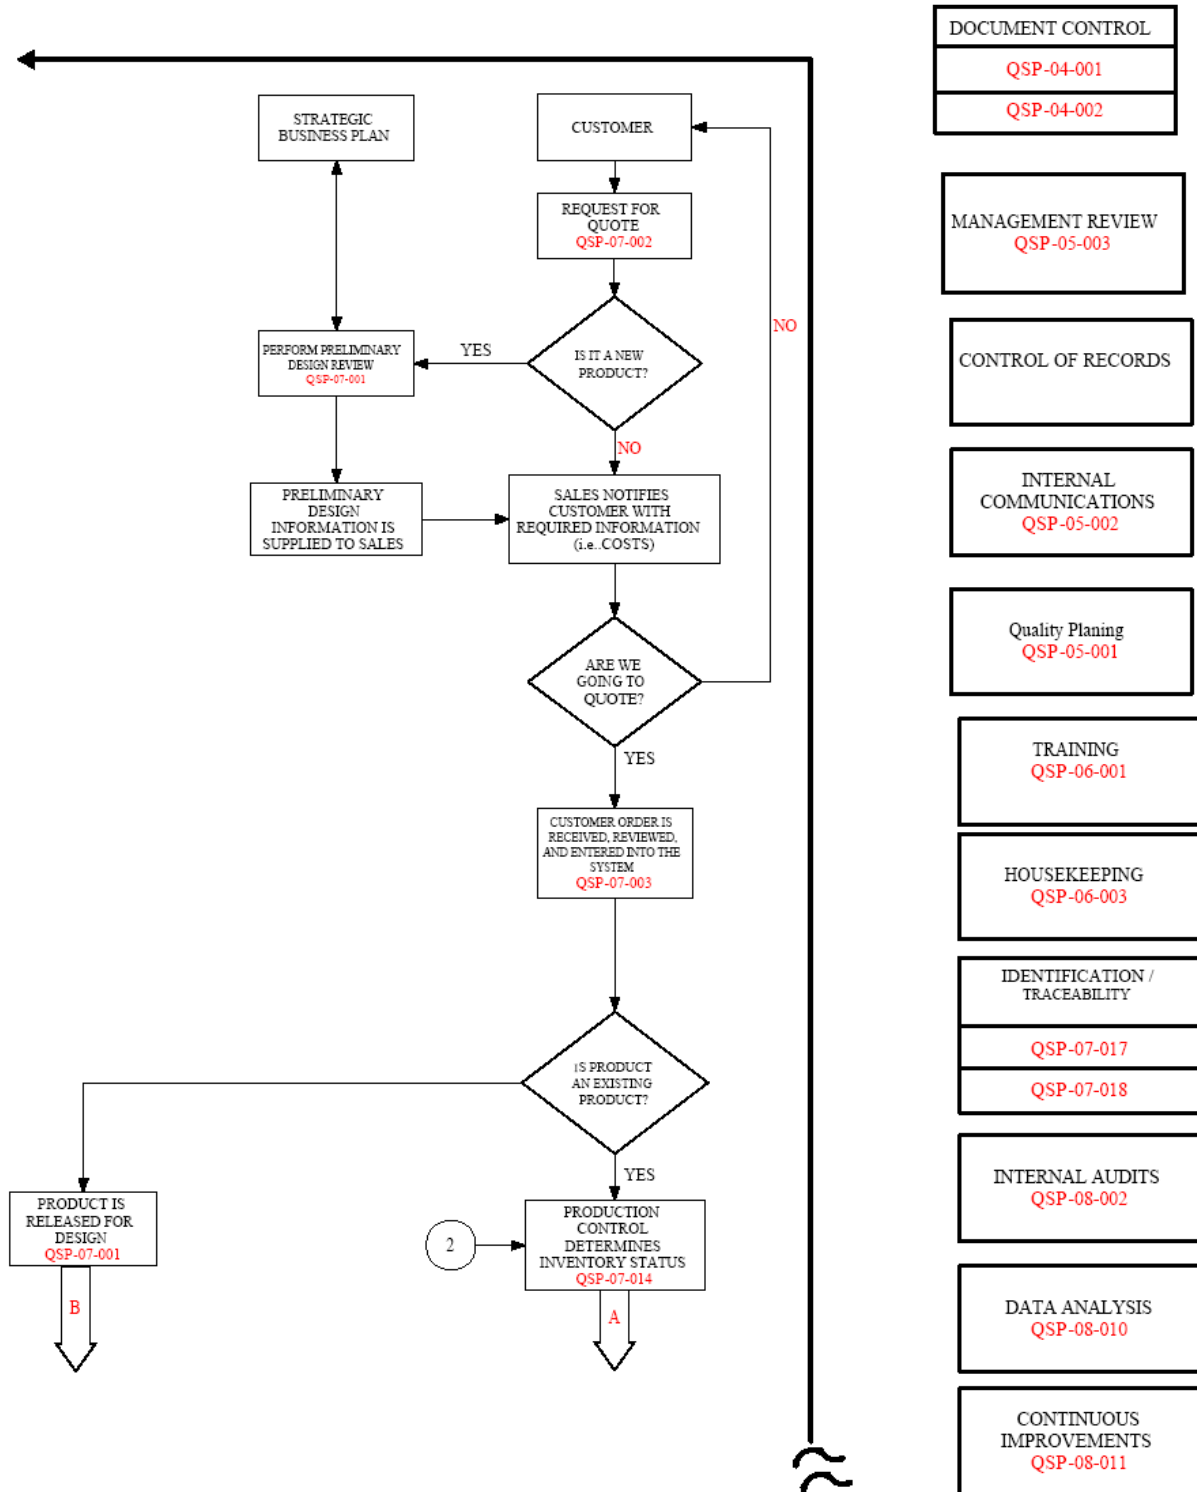 STRATEGIC
BUSINESS PLAN
CUSTOMER
REQUEST FOR
QUOTE
QSP-07-002
IS IT A NEW
PRODUCT?
YES
NO
NO
PERFORM PRELIMINARY
DESIGN REVIEW
QSP-07-001
PRELIMINARY
DESIGN
INFORMATION IS
SUPPLIED TO SALES
SALES NOTIFIES
CUSTOMER WITH
REQUIRED INFORMATION
(i.e..COSTS)
ARE WE
GOING TO
QUOTE?
YES
CUSTOMER ORDER IS
RECEIVED, REVIEWED,
AND ENTERED INTO THE
SYSTEM
QSP-07-003
IS PRODUCT
AN EXISTING
PRODUCT?
YES
PRODUCT IS
RELEASED FOR
DESIGN
QSP-07-001
B
2
PRODUCTION
CONTROL
DETERMINES
INVENTORY STATUS
QSP-07-014
A
DOCUMENT CONTROL
QSP-04-001
QSP-04-002
MANAGEMENT REVIEW
QSP-05-003
CONTROL OF RECORDS
INTERNAL
COMMUNICATIONS
QSP-05-002
Quality Planing
QSP-05-001
TRAINING
QSP-06-001
HOUSEKEEPING
QSP-06-003
IDENTIFICATION /
TRACEABILITY
QSP-07-017
QSP-07-018
INTERNAL AUDITS
QSP-08-002
DATA ANALYSIS
QSP-08-010
CONTINUOUS
IMPROVEMENTS
QSP-08-011